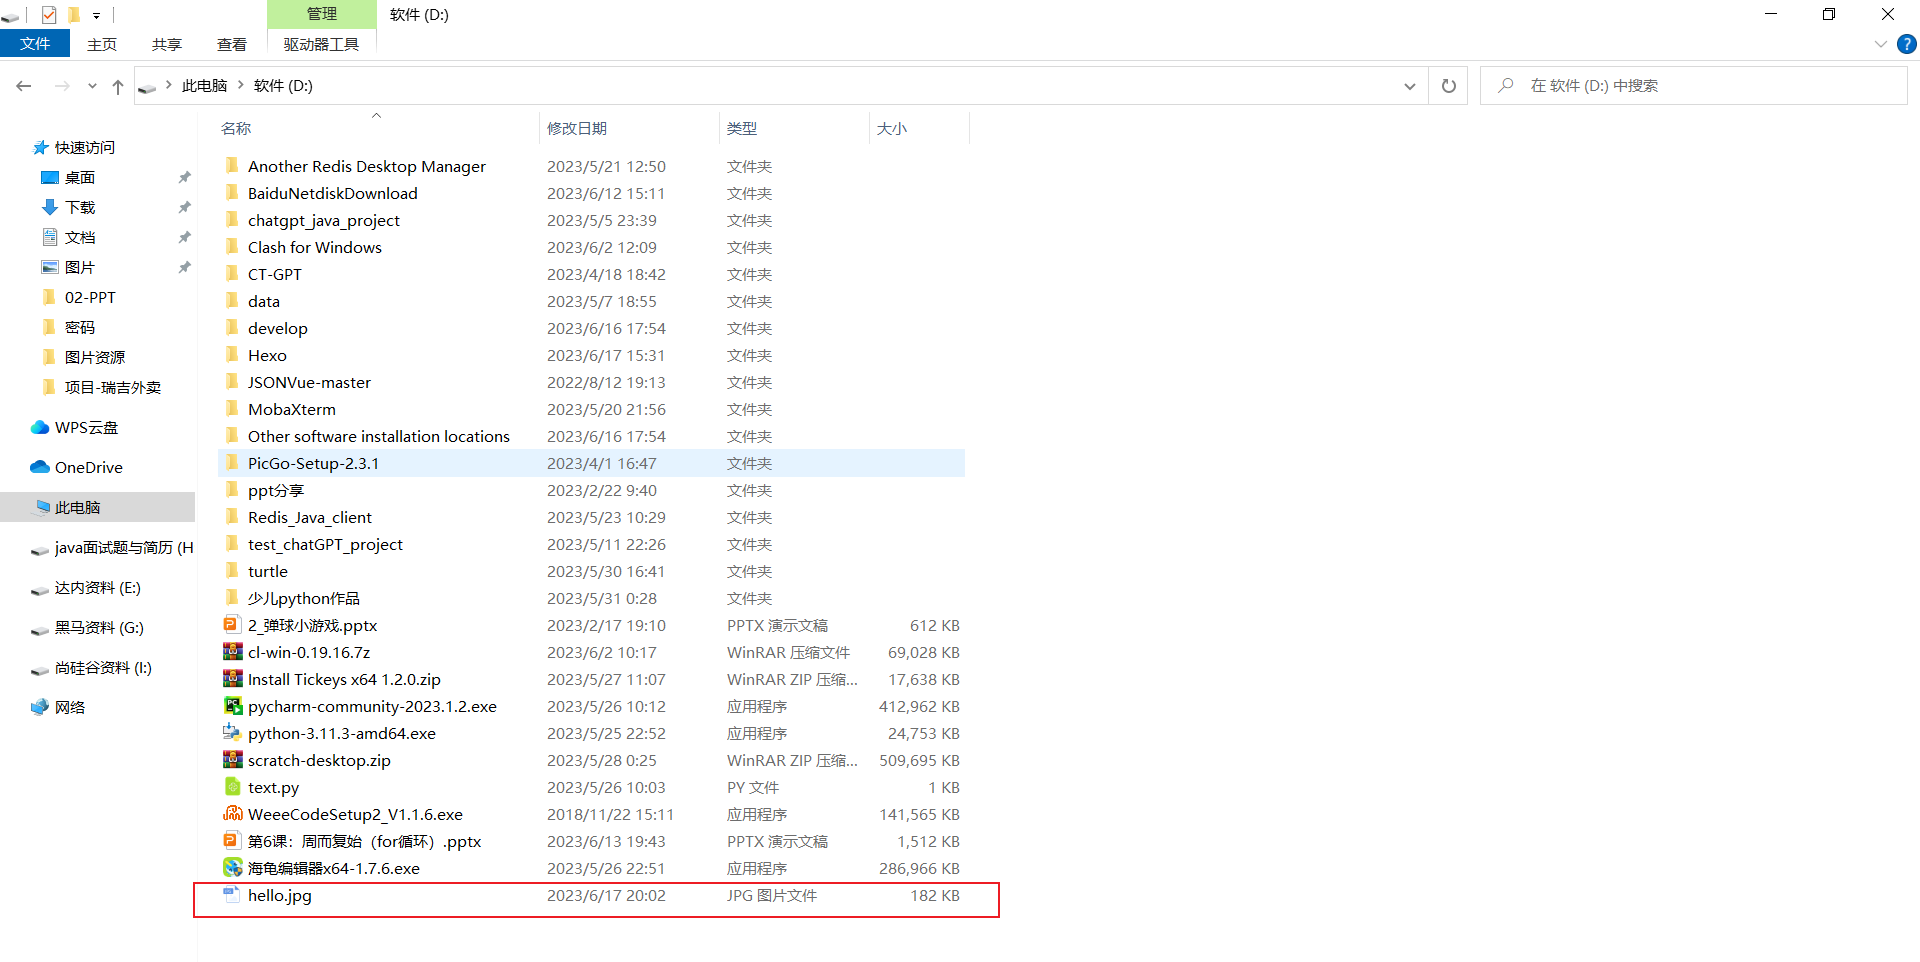 管理
软件 (D:)
文件 主页 共享 查看 驱动器工具
此电脑 软件 (D:)
在 软件 (D:) 中搜索
快速访问
桌面
下载
文档
图片
02-PPT
密码
图片资源
项目-瑞吉外卖
WPS云盘
OneDrive
此电脑
java面试题与简历 (H
达内资料 (E:)
黑马资料 (G:)
尚硅谷资料 (I:)
网络
名称 修改日期 类型 大小
Another Redis Desktop Manager 2023/5/21 12:50 文件夹
BaiduNetdiskDownload 2023/6/12 15:11 文件夹
chatgpt_java_project 2023/5/5 23:39 文件夹
Clash for Windows 2023/6/2 12:09 文件夹
CT-GPT 2023/4/18 18:42 文件夹
data 2023/5/7 18:55 文件夹
develop 2023/6/16 17:54 文件夹
Hexo 2023/6/17 15:31 文件夹
JSONVue-master 2022/8/12 19:13 文件夹
MobaXterm 2023/5/20 21:56 文件夹
Other software installation locations 2023/6/16 17:54 文件夹
PicGo-Setup-2.3.1 2023/4/1 16:47 文件夹
ppt分享 2023/2/22 9:40 文件夹
Redis_Java_client 2023/5/23 10:29 文件夹
test_chatGPT_project 2023/5/11 22:26 文件夹
turtle 2023/5/30 16:41 文件夹
少儿python作品 2023/5/31 0:28 文件夹
2_弹球小游戏.pptx 2023/2/17 19:10 PPTX 演示文稿 612 KB
cl-win-0.19.16.7z 2023/6/2 10:17 WinRAR 压缩文件 69,028 KB
Install Tickeys x64 1.2.0.zip 2023/5/27 11:07 WinRAR ZIP 压缩... 17,638 KB
pycharm-community-2023.1.2.exe 2023/5/26 10:12 应用程序 412,962 KB
python-3.11.3-amd64.exe 2023/5/25 22:52 应用程序 24,753 KB
scratch-desktop.zip 2023/5/28 0:25 WinRAR ZIP 压缩... 509,695 KB
text.py 2023/5/26 10:03 PY 文件 1 KB
WeeeCodeSetup2_V1.1.6.exe 2018/11/22 15:11 应用程序 141,565 KB
第6课：周而复始（for循环）.pptx 2023/6/13 19:43 PPTX 演示文稿 1,512 KB
海龟编辑器x64-1.7.6.exe 2023/5/26 22:51 应用程序 286,966 KB
hello.jpg 2023/6/17 20:02 JPG 图片文件 182 KB